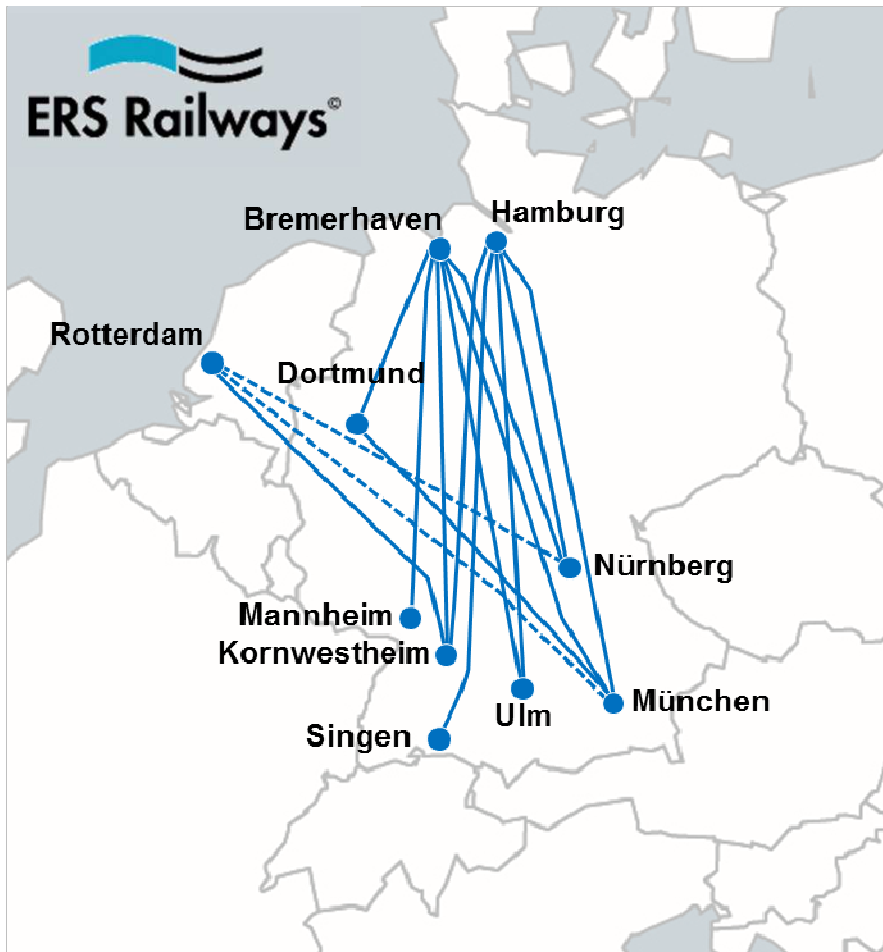 ERS Railways©
Bremerhaven
Hamburg
Rotterdam
Dortmund
Nürnberg
Mannheim
Kornwestheim
München
Ulm
Singen